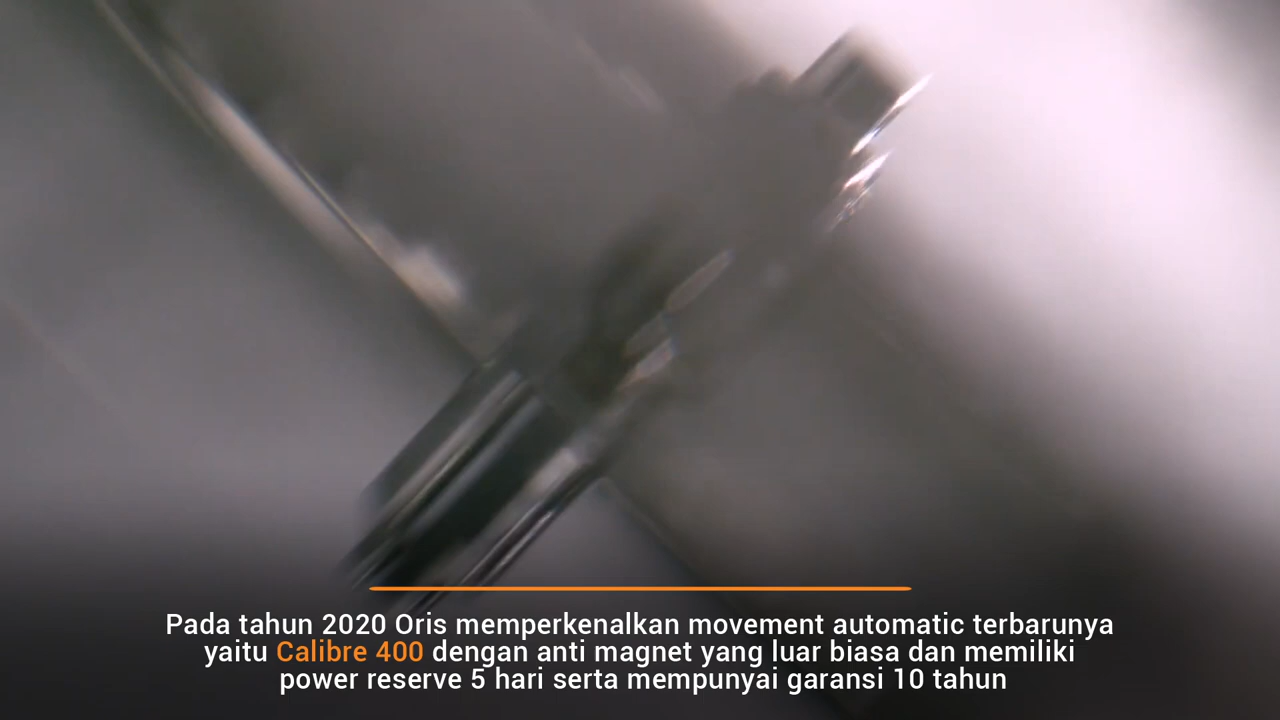 Pada tahun 2020 Oris memperkenalkan movement automatic terbarunya
yaitu Calibre 400 dengan anti magnet yang luar biasa dan memiliki
power reserve 5 hari serta mempunyai garansi 10 tahun